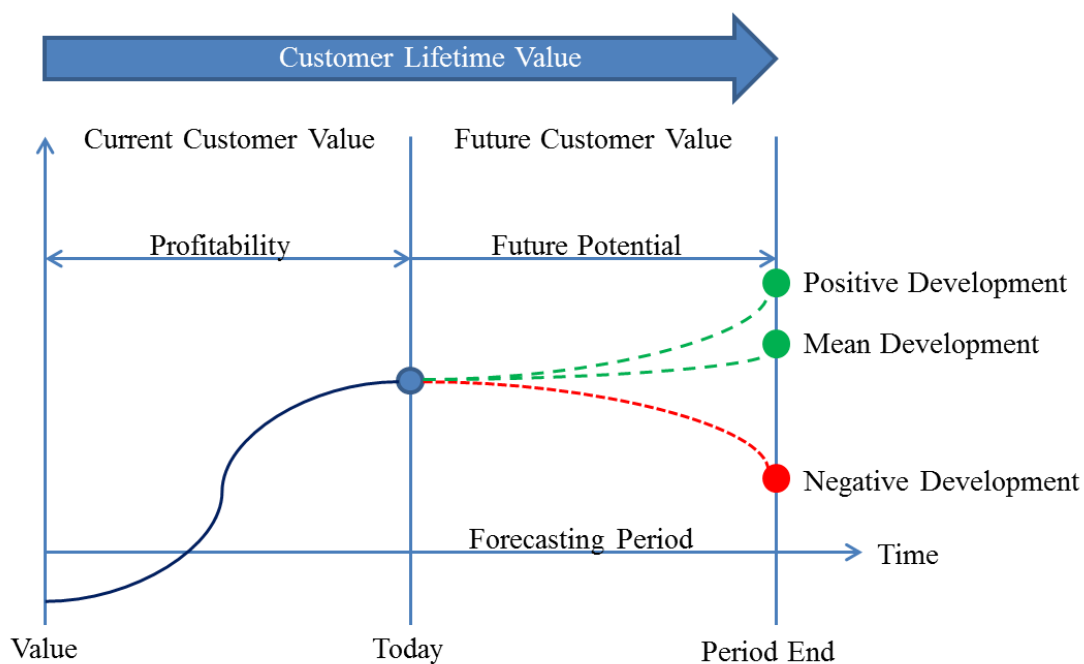 Customer Lifetime Value
Current Customer Value
Future Customer Value
Profitability
Future Potential
Positive Development
Mean Development
Negative Development
Forecasting Period
Time
Value
Today
Period End